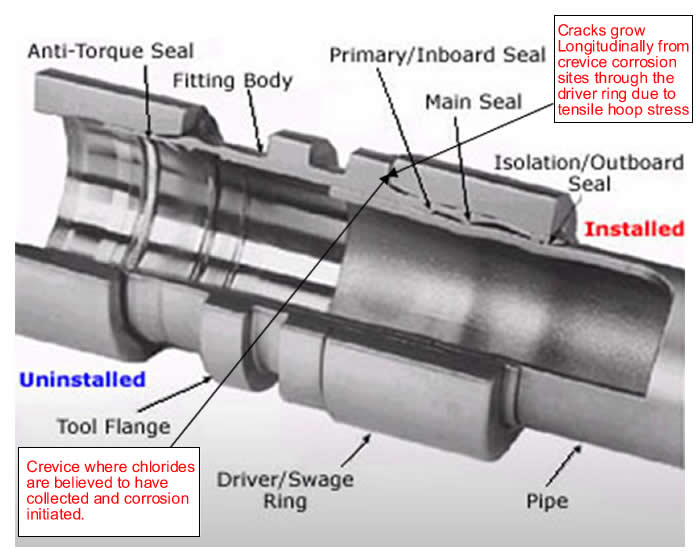 Cracks grow
Longitudinally from
crevice corrosion
sites through the
driver ring due to
tensile hoop stress
Anti-Torque Seal
Primary/Inboard Seal
Fitting Body
Main Seal
Isolation/Outboard
Seal
Installed
Uninstalled
Tool Flange
Crevice where chlorides
are believed to have
collected and corrosion
initiated.
Driver/Swage
Ring
Pipe